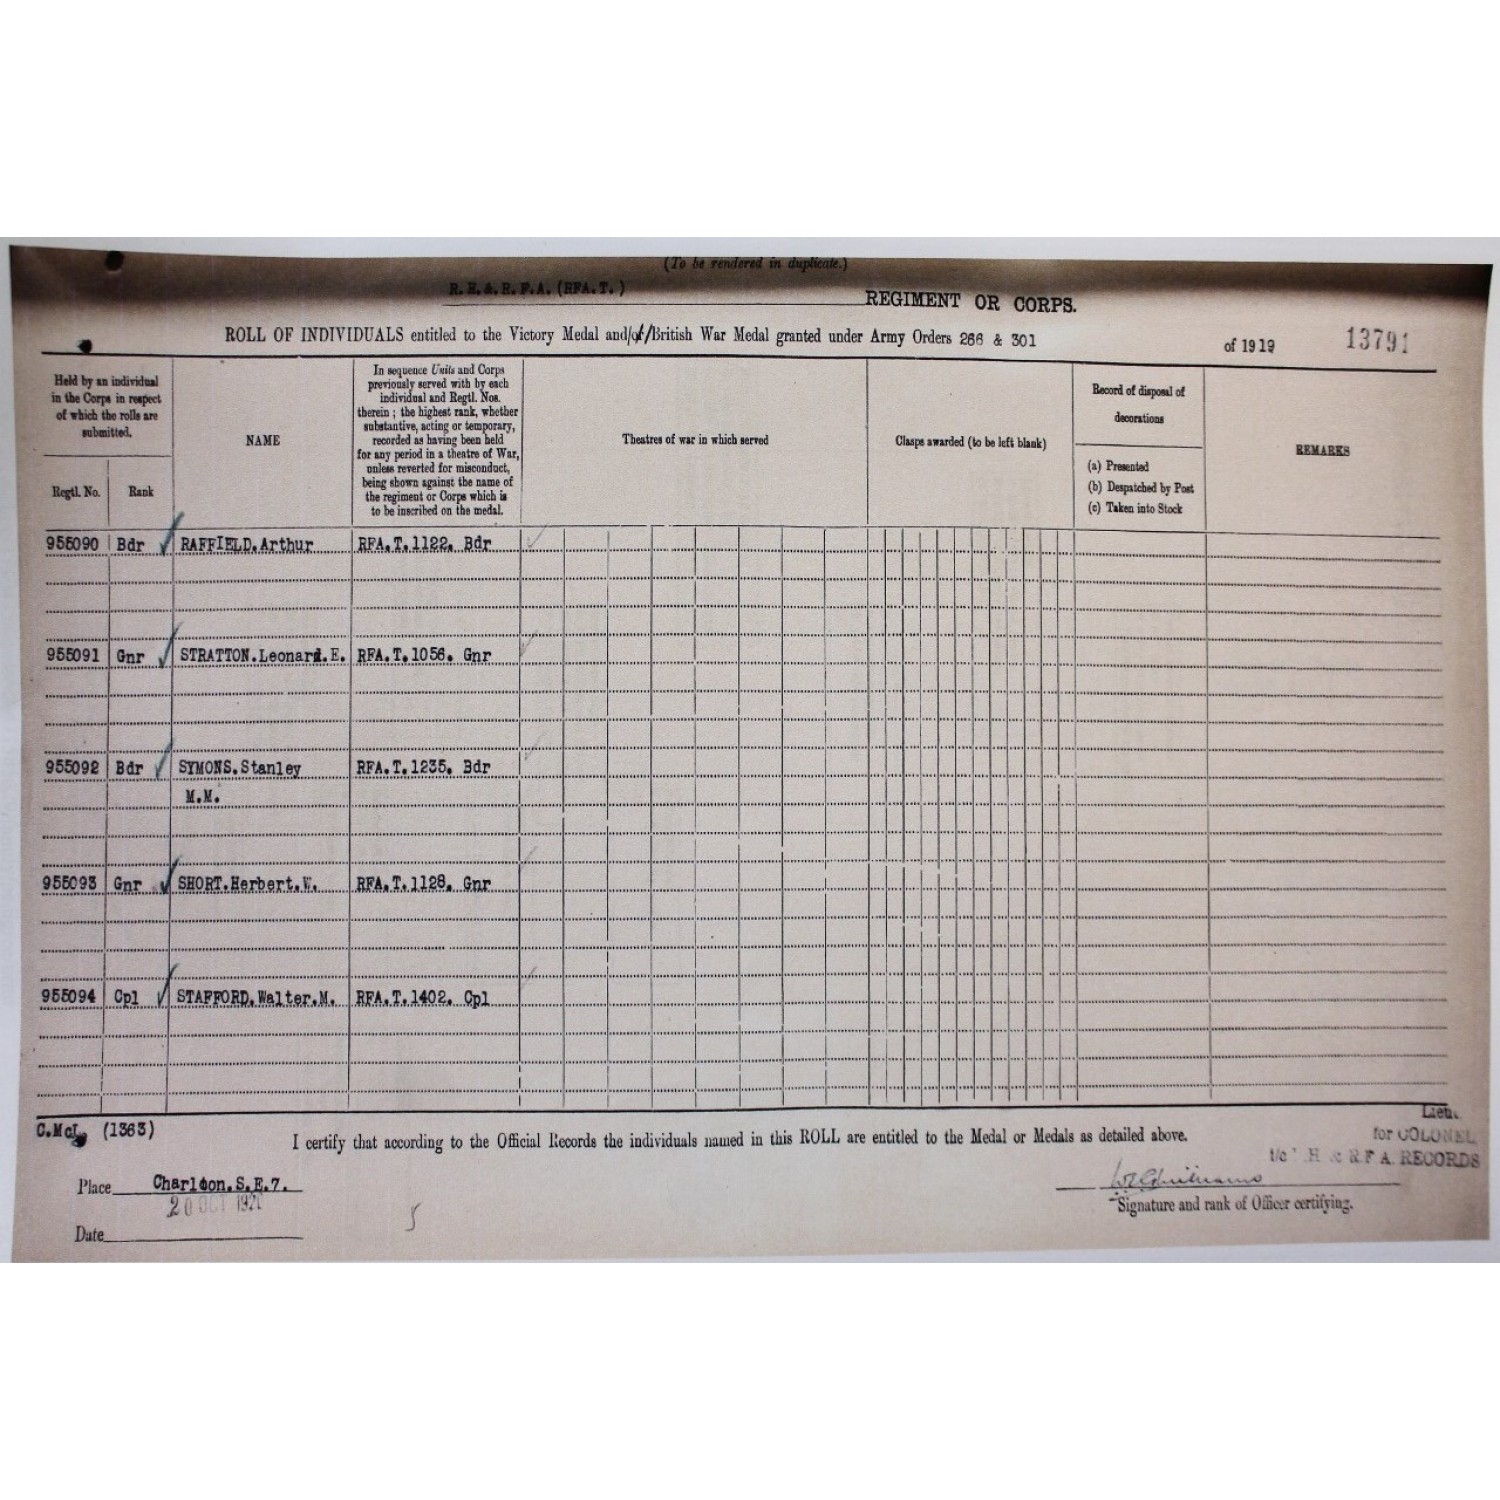 (To be rendered in duplicate.)
R.H.& R.F.A.(RFA.T.) REGIMENT OR CORPS.
ROLL OF INDIVIDUALS entitled to the Victory Medal and/or/British War Medal granted under Army Orders 266 & 301 of 1919 13791
Held by an individual
in the Corps in respect
of which the rolls are
submitted.
Regtl. No. Rank
NAME
In sequence Units and Corps
previously served with by each
individual and Regtl. Nos.
therein ; the highest rank, whether
substantive, acting or temporary,
recorded as having been held
for any period in a theatre of War,
unless reverted for misconduct,
being shown against the name of
the regiment or Corps which is
to be inscribed on the medal.
Theatres of war in which served
Clasps awarded (to be left blank)
Record of disposal of
decorations
(a) Presented
(b) Despatched by Post
(c) Taken into Stock
REMARKS
955090 Bdr RAFFIELD.Arthur RFA.T.1122. Bdr
955091 Gnr STRATTON.Leonard.E. RFA.T.1056. Gnr
955092 Bdr SYMONS.Stanley RFA.T.1235. Bdr
M.M.
955093 Gnr SHORT.Herbert.W. RFA.T.1128. Gnr
955094 Cpl STAFFORD.Walter.M. RFA.T.1402. Cpl
C.McL. (1363)
I certify that according to the Official Records the individuals named in this ROLL are entitled to the Medal or Medals as detailed above.
Lieut.
for COLONEL
i/c R.H & R.F A. RECORDS
Place Charlton.S.E.7.
20 OCT 1920
Date
Signature and rank of Officer certifying.
5